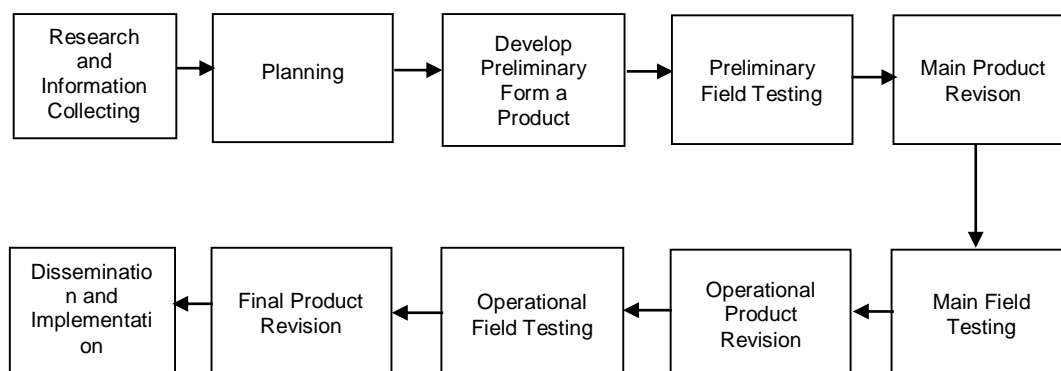 Research
and
Information
Collecting
Planning
Develop
Preliminary
Form a
Product
Preliminary
Field Testing
Main Product
Revison
Main Field
Testing
Operational
Product
Revision
Operational
Field Testing
Final Product
Revision
Disseminatio
n and
Implementati
on